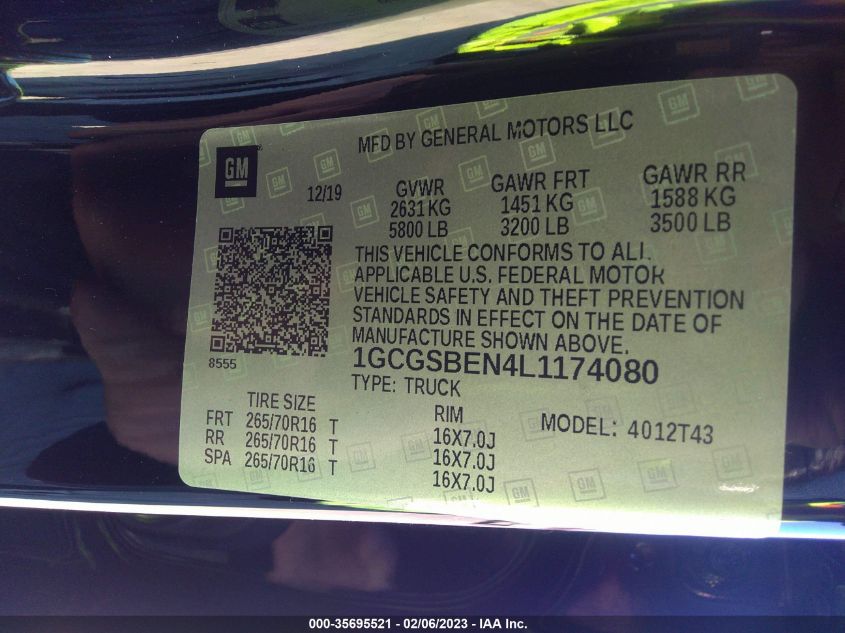 MFD BY GENERAL MOTORS LLC
GM
12/19
GVWR GAWR FRT GAWR RR
2631 KG 1451 KG 1588 KG
5800 LB 3200 LB 3500 LB
THIS VEHICLE CONFORMS TO ALL
APPLICABLE U.S. FEDERAL MOTOR
VEHICLE SAFETY AND THEFT PREVENTION
STANDARDS IN EFFECT ON THE DATE OF
MANUFACTURE SHOWN ABOVE.
8555
1GCGSBEN4L1174080
TYPE: TRUCK
TIRE SIZE RIM
FRT 265/70R16 T 16X7.0J
RR 265/70R16 T 16X7.0J
SPA 265/70R16 T 16X7.0J
MODEL: 4012T43
000-35695521 - 02/06/2023 - IAA Inc.